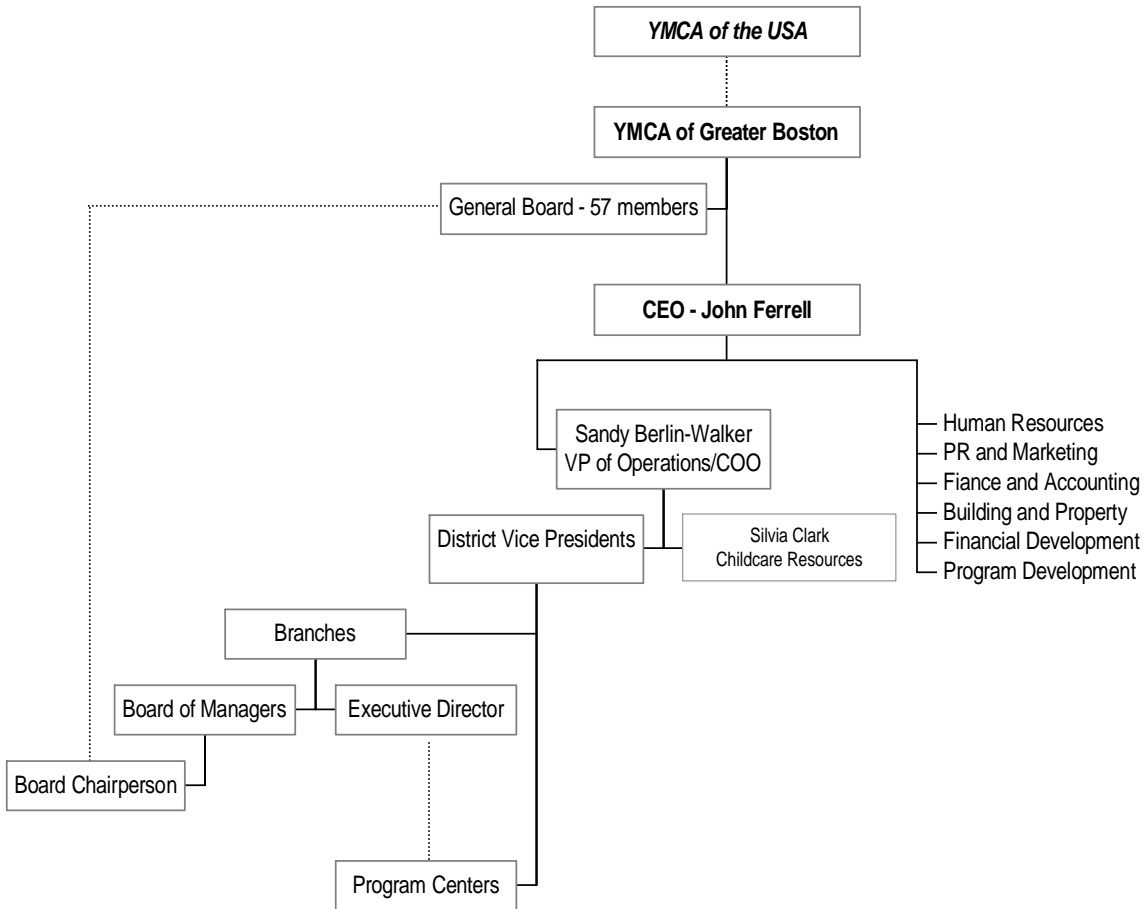 YMCA of the USA
YMCA of Greater Boston
General Board - 57 members
CEO - John Ferrell
Sandy Berlin-Walker
VP of Operations/COO
Human Resources
PR and Marketing
Fiance and Accounting
Building and Property
Financial Development
Program Development
District Vice Presidents
Silvia Clark
Childcare Resources
Branches
Board of Managers
Executive Director
Board Chairperson
Program Centers